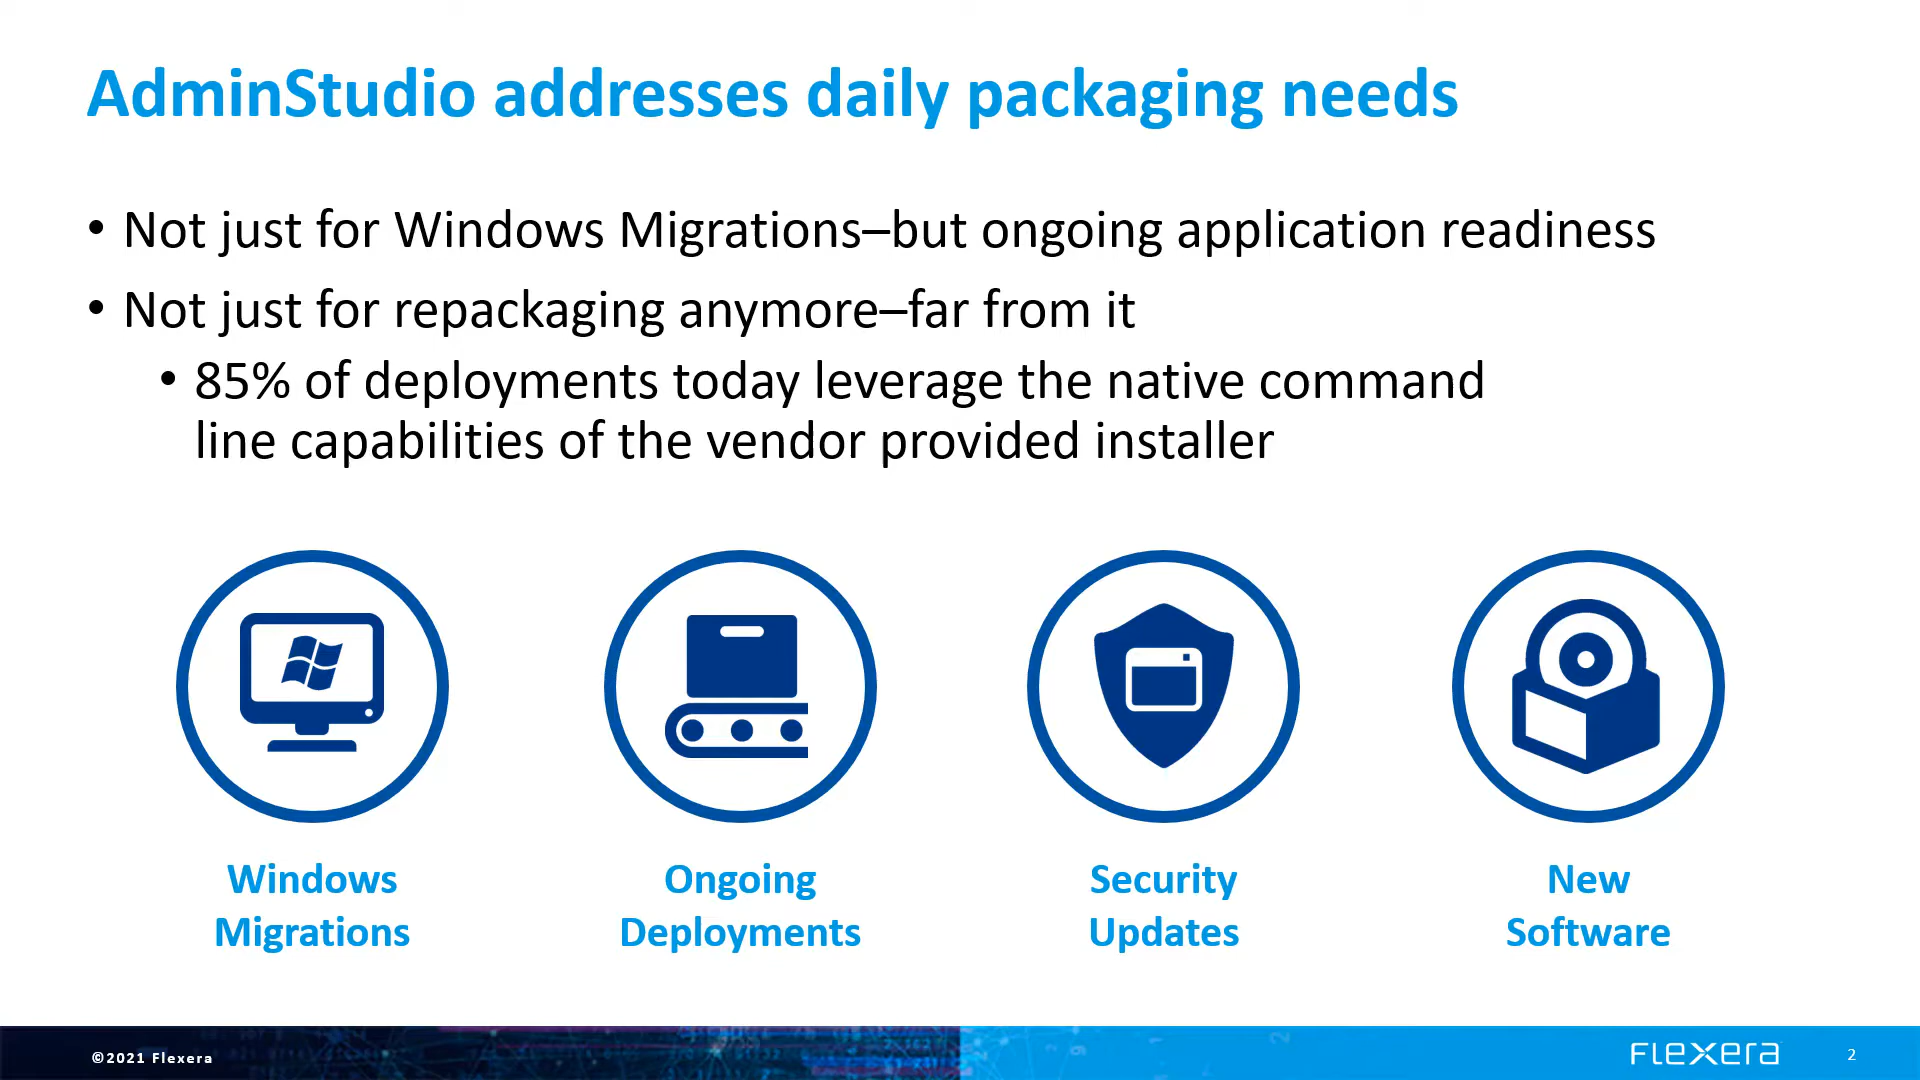 AdminStudio addresses daily packaging needs
• Not just for Windows Migrations–but ongoing application readiness
• Not just for repackaging anymore–far from it
• 85% of deployments today leverage the native command
line capabilities of the vendor provided installer
Windows
Migrations
Ongoing
Deployments
Security
Updates
New
Software
©2021 Flexera
FLEXERA
2